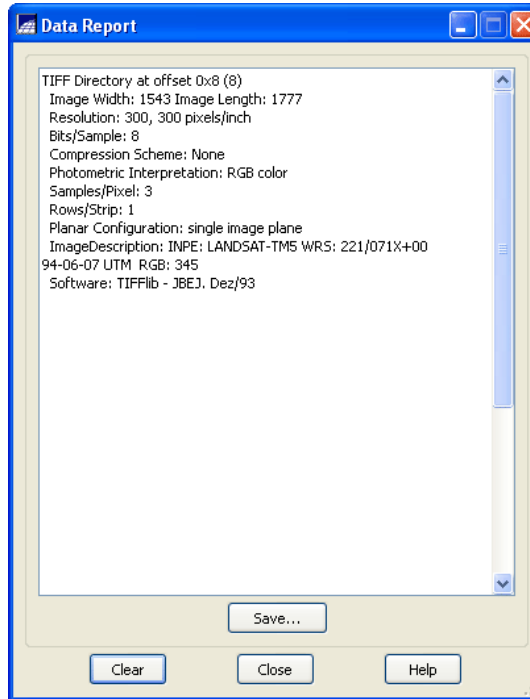 Data Report
TIFF Directory at offset 0x8 (8)
Image Width: 1543 Image Length: 1777
Resolution: 300, 300 pixels/inch
Bits/Sample: 8
Compression Scheme: None
Photometric Interpretation: RGB color
Samples/Pixel: 3
Rows/Strip: 1
Planar Configuration: single image plane
ImageDescription: INPE: LANDSAT-TM5 WRS: 221/071X+00
94-06-07 UTM  RGB: 345
Software: TIFFlib - JBEJ. Dez/93
Save...
Clear Close Help